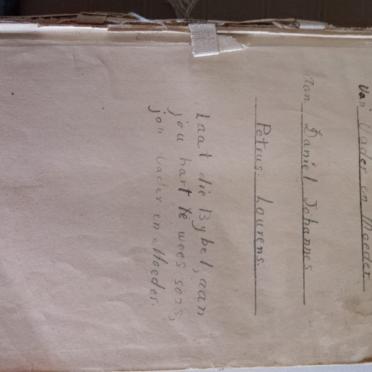 Van Vader en Moeder
Aan Daniel Johannes
Petrus Lourens.
Laat die Bybel, aan
jou hart te wees soos,
jou vader en Moeder.